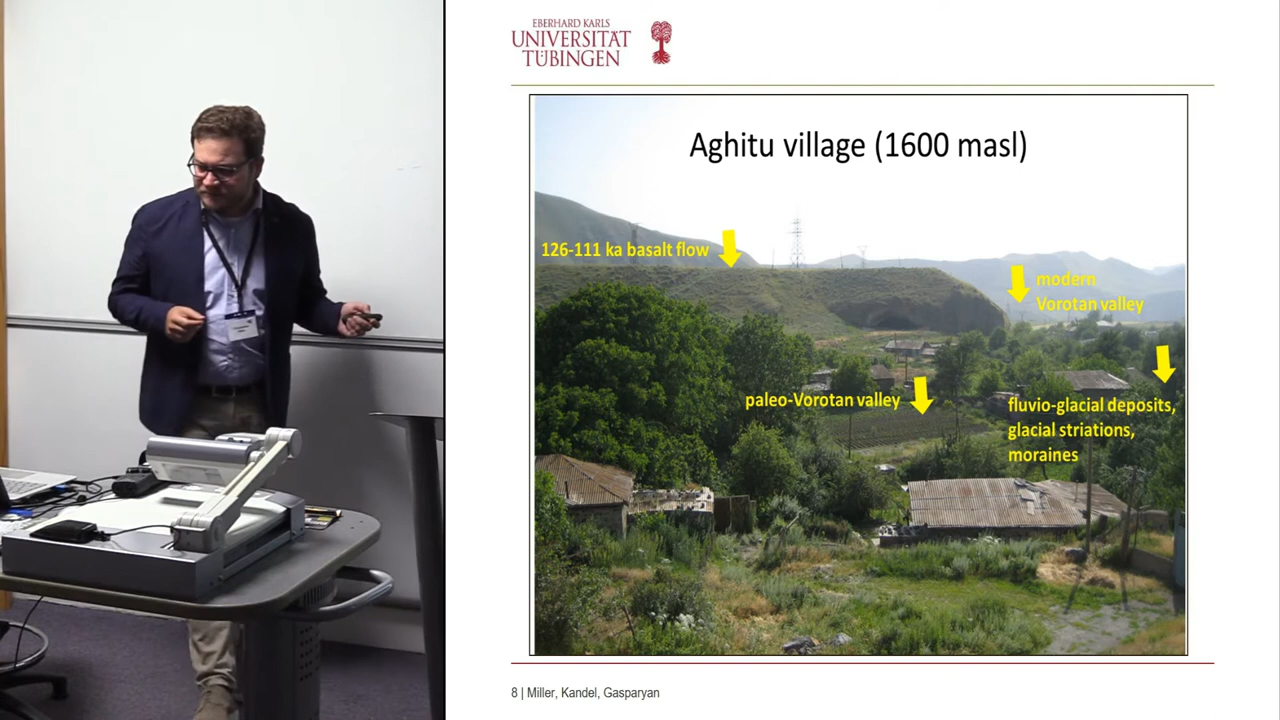 EBERHARD KARLS
UNIVERSITÄT
TÜBINGEN
Aghitu village (1600 masl)
126-111 ka basalt flow
modern
Vorotan valley
paleo-Vorotan valley
fluvio-glacial deposits,
glacial striations,
moraines
8 | Miller, Kandel, Gasparyan